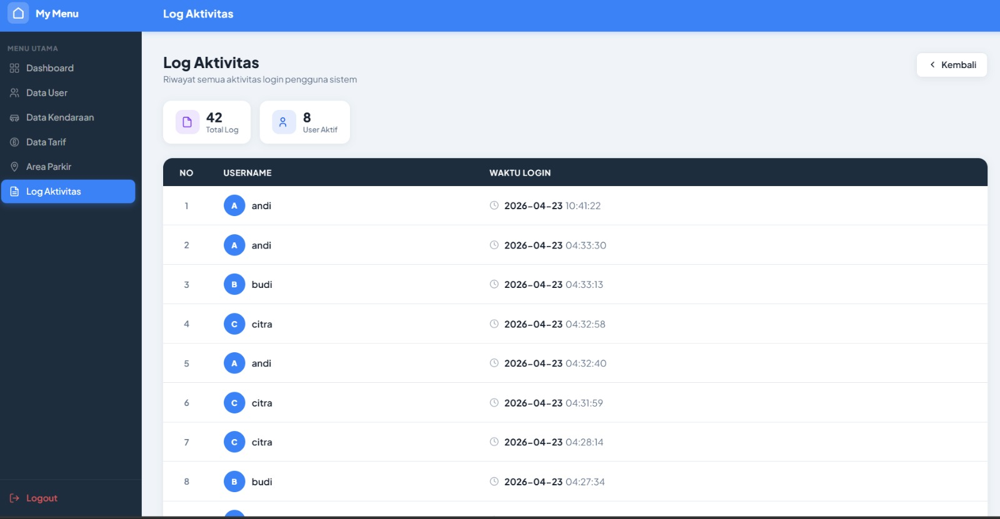 My Menu
Log Aktivitas
MENU UTAMA
Dashboard
Data User
Data Kendaraan
Data Tarif
Area Parkir
Log Aktivitas
Logout
Log Aktivitas
Riwayat semua aktivitas login pengguna sistem
Kembali
42
Total Log
8
User Aktif
NO USERNAME WAKTU LOGIN
1 A andi 2026-04-23 10:41:22
2 A andi 2026-04-23 04:33:30
3 B budi 2026-04-23 04:33:13
4 C citra 2026-04-23 04:32:58
5 A andi 2026-04-23 04:32:40
6 C citra 2026-04-23 04:31:59
7 C citra 2026-04-23 04:28:14
8 B budi 2026-04-23 04:27:34